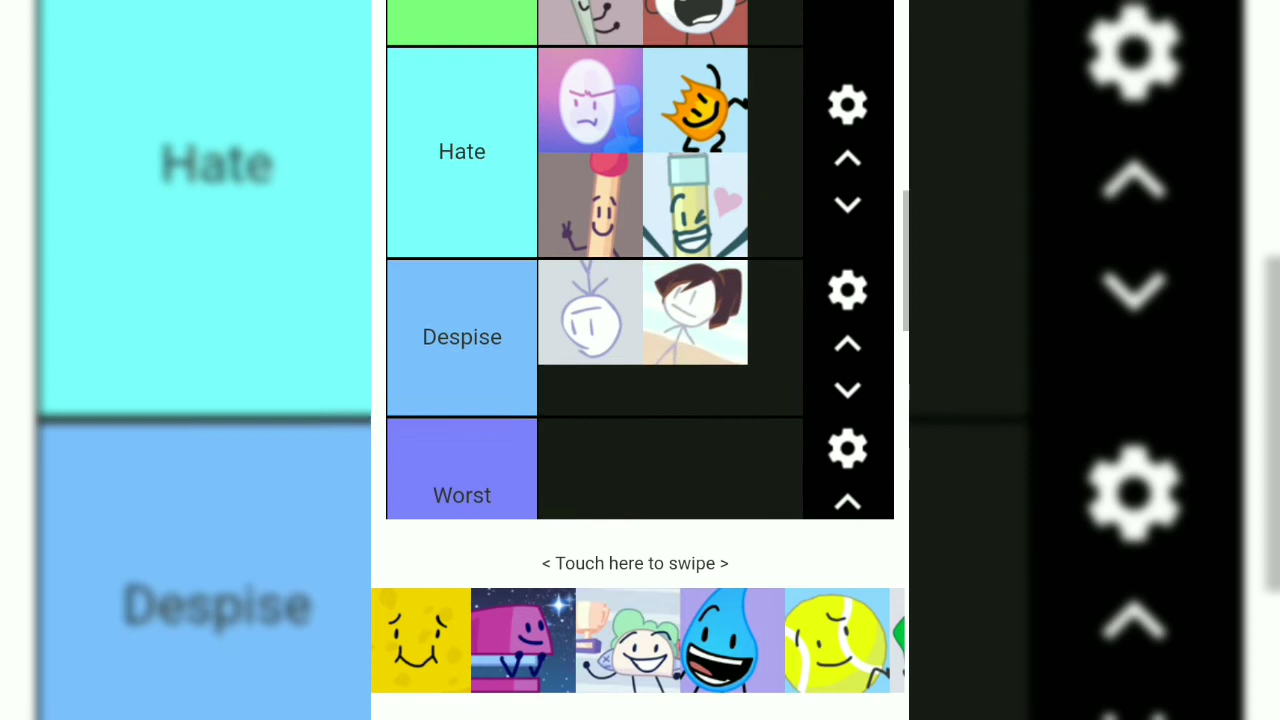 Hate
Hate
Despise
Despise
Worst
< Touch here to swipe >